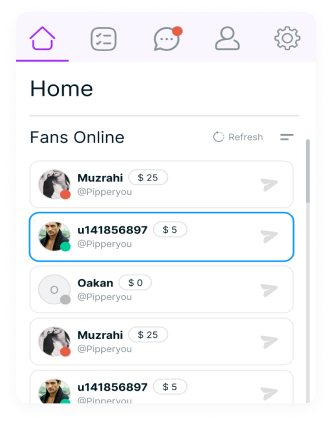 Home
Fans Online
Refresh
Muzrahi $ 25
@Pipperyou
u141856897 $ 5
@Pipperyou
O
Oakan $ 0
@Pipperyou
Muzrahi $ 25
@Pipperyou
u141856897 $ 5
@Pipperyou